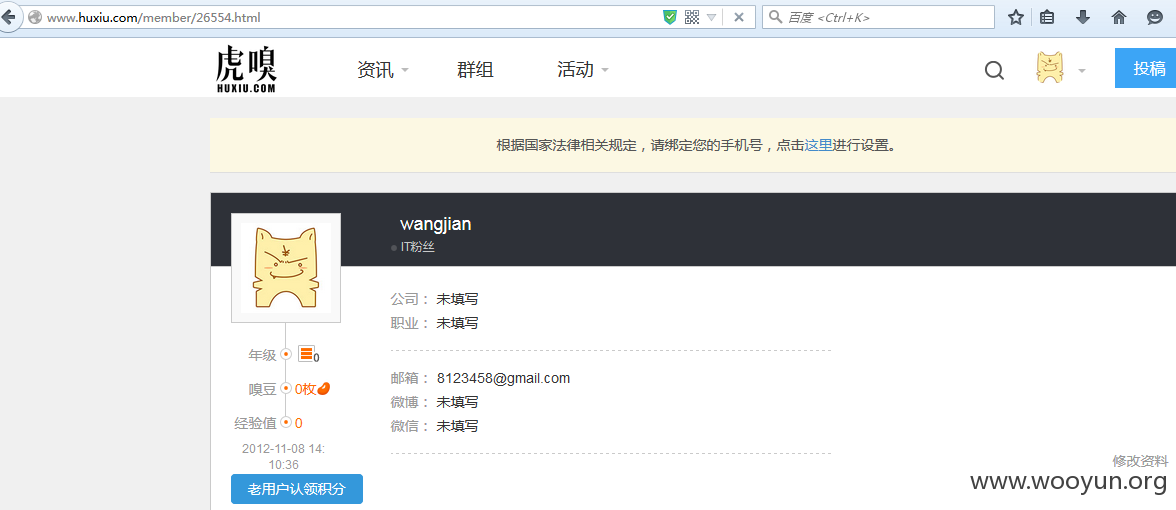 www.huxiu.com/member/26554.html
百度 <Ctrl+K>
虎嗅
HUXIU.COM
资讯 群组 活动
投稿
根据国家法律相关规定，请绑定您的手机号，点击这里进行设置。
wangjian
IT粉丝
公司： 未填写
职业： 未填写
年级 0
邮箱： 8123458@gmail.com
嗅豆 0枚
微博： 未填写
经验值 0
微信： 未填写
2012-11-08 14:
10:36
修改资料
老用户认领积分
www.wooyun.org